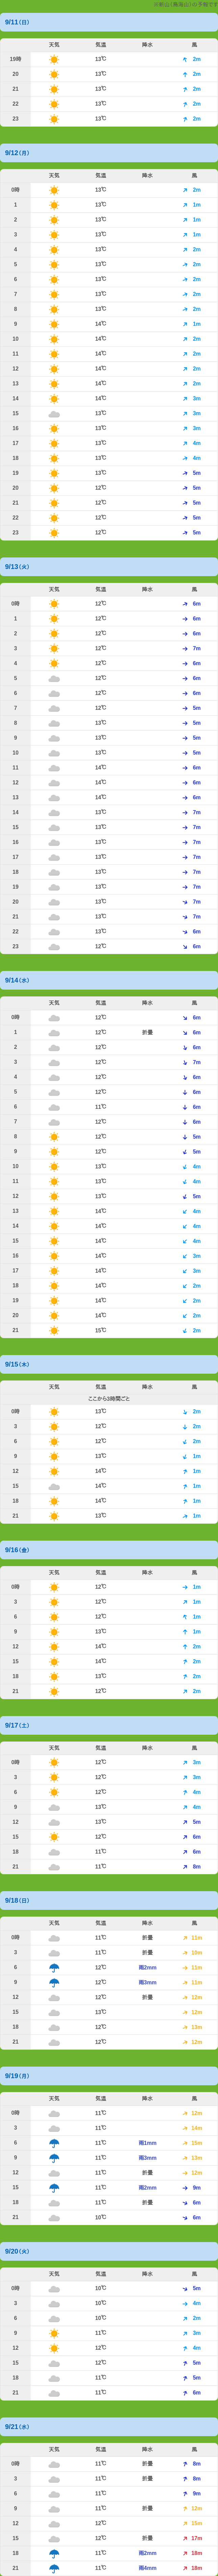 ※新山（鳥海山）の予報です
9/11（日）
天気 気温 降水 風
19時 13℃ 2m
20 13℃ 2m
21 13℃ 2m
22 13℃ 2m
23 13℃ 2m
9/12（月）
天気 気温 降水 風
0時 13℃ 2m
1 13℃ 1m
2 13℃ 1m
3 13℃ 1m
4 13℃ 2m
5 13℃ 2m
6 13℃ 2m
7 13℃ 2m
8 13℃ 2m
9 14℃ 1m
10 14℃ 2m
11 14℃ 2m
12 14℃ 2m
13 14℃ 2m
14 14℃ 3m
15 13℃ 3m
16 13℃ 3m
17 13℃ 4m
18 13℃ 4m
19 13℃ 5m
20 12℃ 5m
21 12℃ 5m
22 12℃ 5m
23 12℃ 5m
9/13（火）
天気 気温 降水 風
0時 12℃ 6m
1 12℃ 6m
2 12℃ 6m
3 12℃ 7m
4 12℃ 6m
5 12℃ 6m
6 12℃ 6m
7 12℃ 5m
8 12℃ 5m
9 13℃ 5m
10 13℃ 5m
11 14℃ 6m
12 14℃ 6m
13 14℃ 6m
14 13℃ 7m
15 13℃ 7m
16 13℃ 7m
17 13℃ 7m
18 13℃ 7m
19 13℃ 7m
20 13℃ 7m
21 13℃ 7m
22 13℃ 6m
23 12℃ 6m
9/14（水）
天気 気温 降水 風
0時 12℃ 6m
1 12℃ 折曇 6m
2 12℃ 6m
3 12℃ 7m
4 12℃ 6m
5 12℃ 6m
6 11℃ 6m
7 12℃ 6m
8 12℃ 5m
9 12℃ 5m
10 13℃ 4m
11 13℃ 4m
12 13℃ 5m
13 14℃ 4m
14 14℃ 4m
15 14℃ 4m
16 14℃ 3m
17 14℃ 3m
18 14℃ 2m
19 14℃ 2m
20 14℃ 2m
21 15℃ 2m
9/15（木）
天気 気温 降水 風
ここから3時間ごと
0時 13℃ 2m
3 12℃ 2m
6 12℃ 2m
9 13℃ 1m
12 14℃ 1m
15 14℃ 1m
18 14℃ 1m
21 13℃ 1m
9/16（金）
天気 気温 降水 風
0時 12℃ 1m
3 12℃ 1m
6 12℃ 1m
9 13℃ 1m
12 14℃ 2m
15 14℃ 2m
18 13℃ 2m
21 12℃ 2m
9/17（土）
天気 気温 降水 風
0時 12℃ 3m
3 12℃ 3m
6 12℃ 4m
9 13℃ 4m
12 13℃ 5m
15 12℃ 6m
18 11℃ 6m
21 11℃ 8m
9/18（日）
天気 気温 降水 風
0時 11℃ 折曇 11m
3 11℃ 折曇 10m
6 12℃ 雨2mm 11m
9 12℃ 雨3mm 11m
12 12℃ 折曇 13m
15 13℃ 12m
18 12℃ 13m
21 12℃ 12m
9/19（月）
天気 気温 降水 風
0時 11℃ 12m
3 11℃ 14m
6 11℃ 雨1mm 15m
9 11℃ 雨3mm 13m
12 11℃ 折曇 12m
15 11℃ 雨2mm 9m
18 11℃ 折曇 6m
21 10℃ 6m
9/20（火）
天気 気温 降水 風
0時 10℃ 5m
3 10℃ 4m
6 10℃ 2m
9 11℃ 3m
12 12℃ 4m
15 12℃ 5m
18 11℃ 5m
21 11℃ 6m
9/21（水）
天気 気温 降水 風
0時 11℃ 折曇 8m
3 11℃ 折曇 8m
6 11℃ 9m
9 11℃ 折曇 12m
12 12℃ 15m
15 12℃ 折曇 17m
18 11℃ 雨2mm 18m
21 11℃ 雨4mm 18m